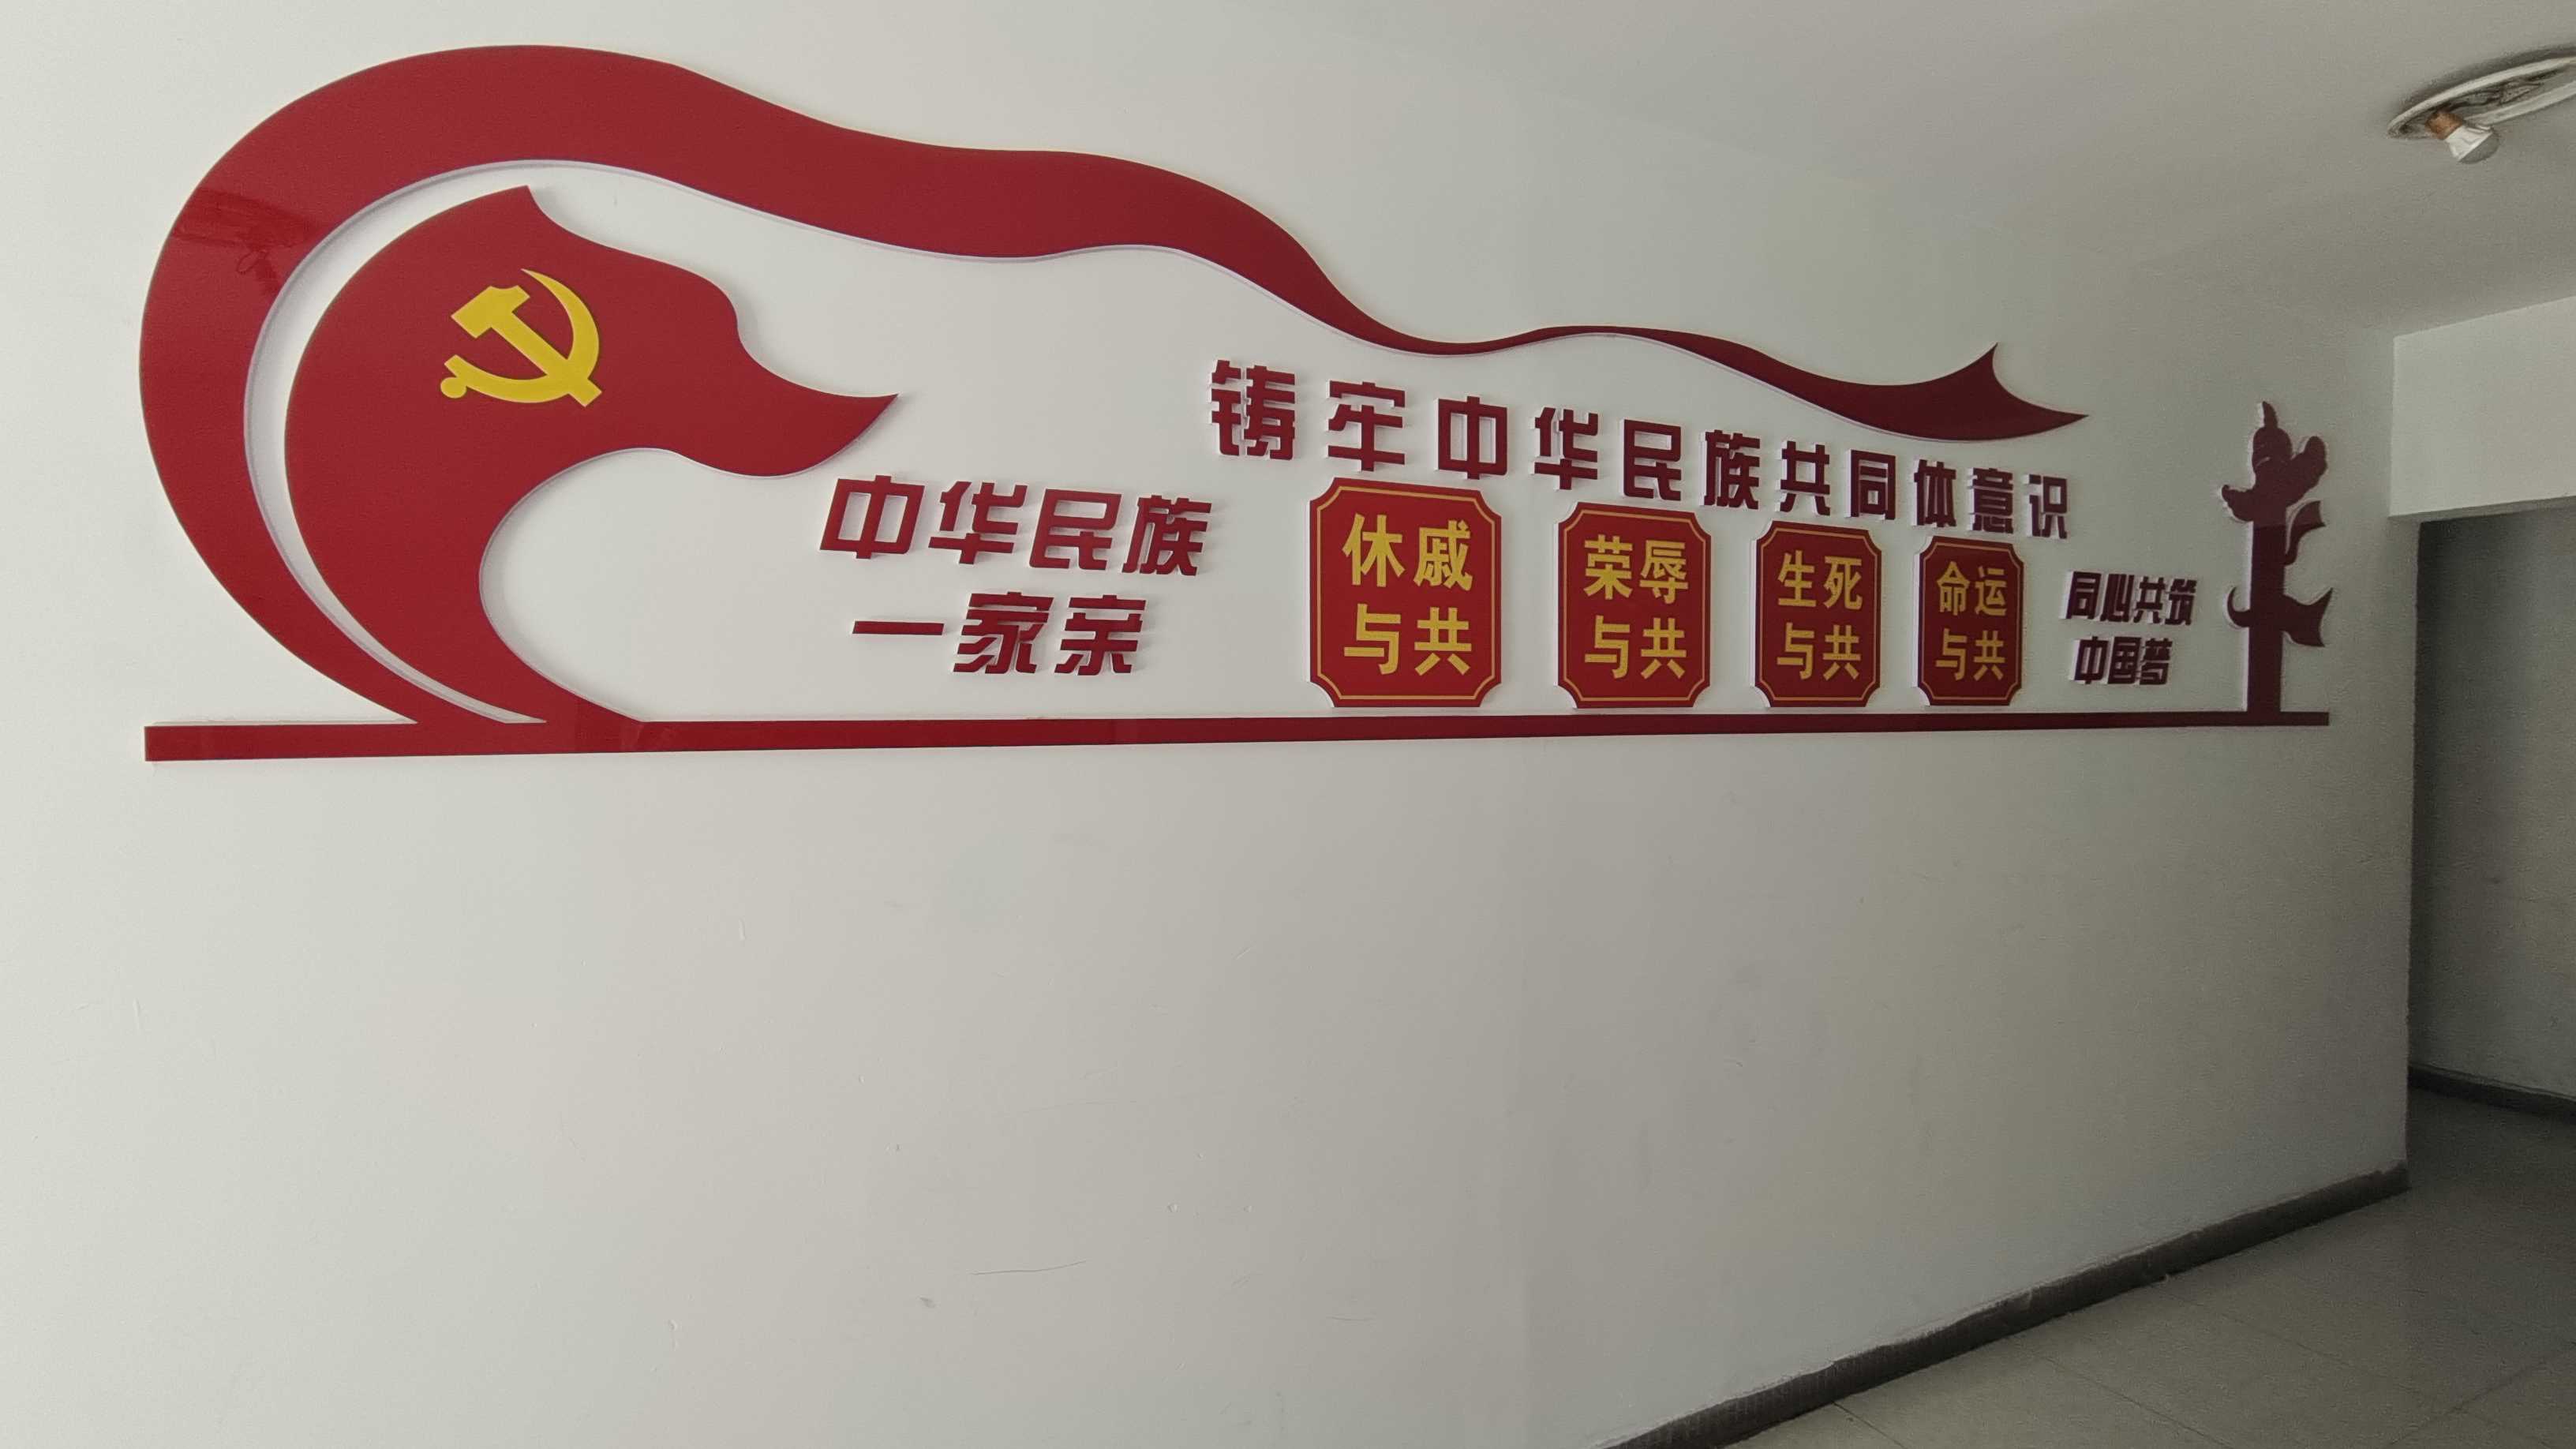 铸牢中华民族共同体意识
中华民族
一家亲
休戚
与共
荣辱
与共
生死
与共
命运
与共
同心共筑
中国梦